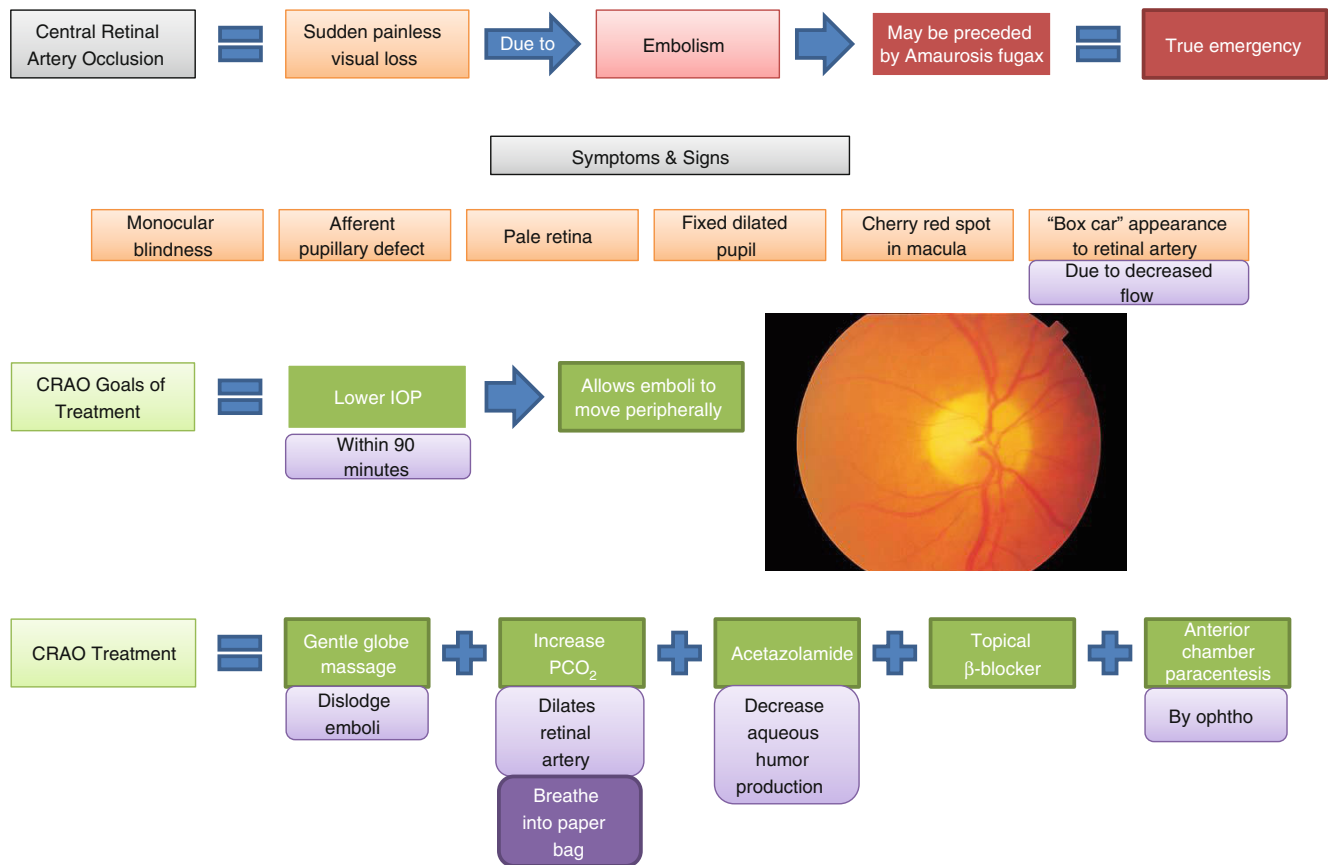 Central Retinal
Artery Occlusion
Sudden painless
visual loss
Due to
Embolism
May be preceded
by Amaurosis fugax
True emergency
Symptoms & Signs
Monocular
blindness
Afferent
pupillary defect
Pale retina
Fixed dilated
pupil
Cherry red spot
in macula
“Box car” appearance
to retinal artery
Due to decreased
flow
CRAO Goals of
Treatment
Lower IOP
Within 90
minutes
Allows emboli to
move peripherally
CRAO Treatment
Gentle globe
massage
Dislodge
emboli
Increase
PCO₂
Dilates
retinal
artery
Breathe
into paper
bag
Acetazolamide
Decrease
aqueous
humor
production
Topical
β-blocker
Anterior
chamber
paracentesis
By ophtho